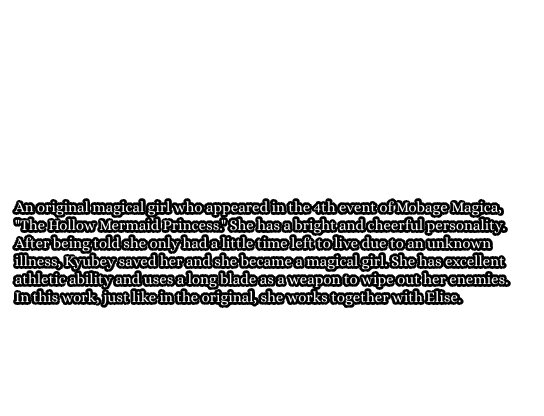 An original magical girl who appeared in the 4th event of Mobage Magica,
"The Hollow Mermaid Princess." She has a bright and cheerful personality.
After being told she only had a little time left to live due to an unknown
illness, Kyubey saved her and she became a magical girl. She has excellent
athletic ability and uses a long blade as a weapon to wipe out her enemies.
In this work, just like in the original, she works together with Elise.